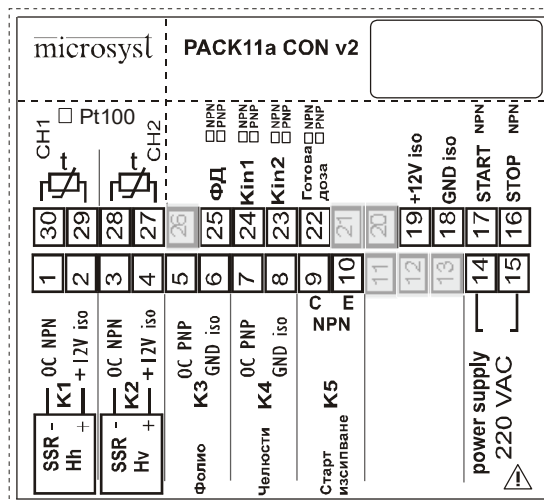 microsyst
PACK11a CON v2
Pt100
CH1
t
CH2
t
ФД
NPN
PNP
Kin1
NPN
PNP
Kin2
NPN
PNP
Готова
доза
NPN
PNP
+12V iso
GND iso
START
NPN
STOP
NPN
30 29 28 27 26 25 24 23 22 21 20 19 18 17 16
1 2 3 4 5 6 7 8 9 10 11 12 13 14 15
OC NPN
+12V iso
K1
OC NPN
+12V iso
K2
OC PNP
GND iso
K3
OC PNP
GND iso
K4
C E
NPN
K5
SSR
Hh
- +
SSR
Hv
- +
Фолио
Челюсти
Старт
изсипване
power supply
220 VAC